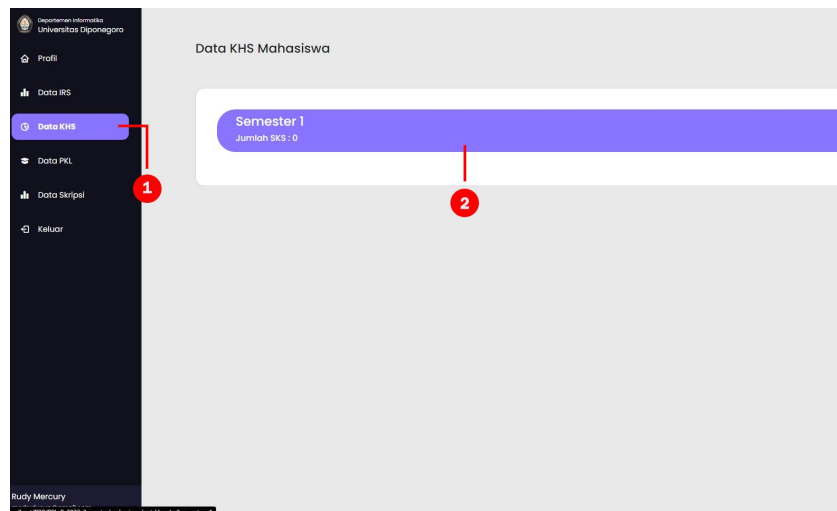 Departemen Informatika
Universitas Diponegoro
Profil
Data IRS
Data KHS
Data PKL
Data Skripsi
Keluar
Rudy Mercury
Data KHS Mahasiswa
Semester 1
Jumlah SKS : 0
1
2